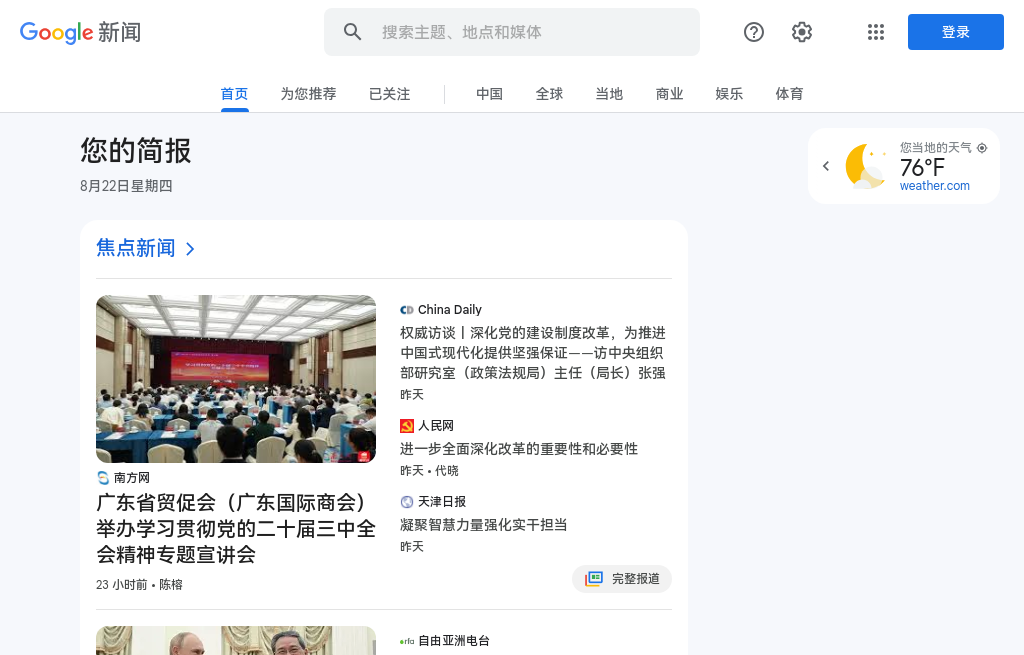 Google 新闻
搜索主题、地点和媒体
登录
首页
为您推荐
已关注
中国
全球
当地
商业
娱乐
体育
您的简报
8月22日星期四
您当地的天气
76°F
weather.com
焦点新闻
南方网
广东省贸促会（广东国际商会）
举办学习贯彻党的二十届三中全
会精神专题宣讲会
23 小时前 • 陈榕
China Daily
权威访谈丨深化党的建设制度改革，为推进
中国式现代化提供坚强保证——访中央组织
部研究室（政策法规局）主任（局长）张强
昨天
人民网
进一步全面深化改革的重要性和必要性
昨天 • 代晓
天津日报
凝聚智慧力量强化实干担当
昨天
完整报道
rfa 自由亚洲电台